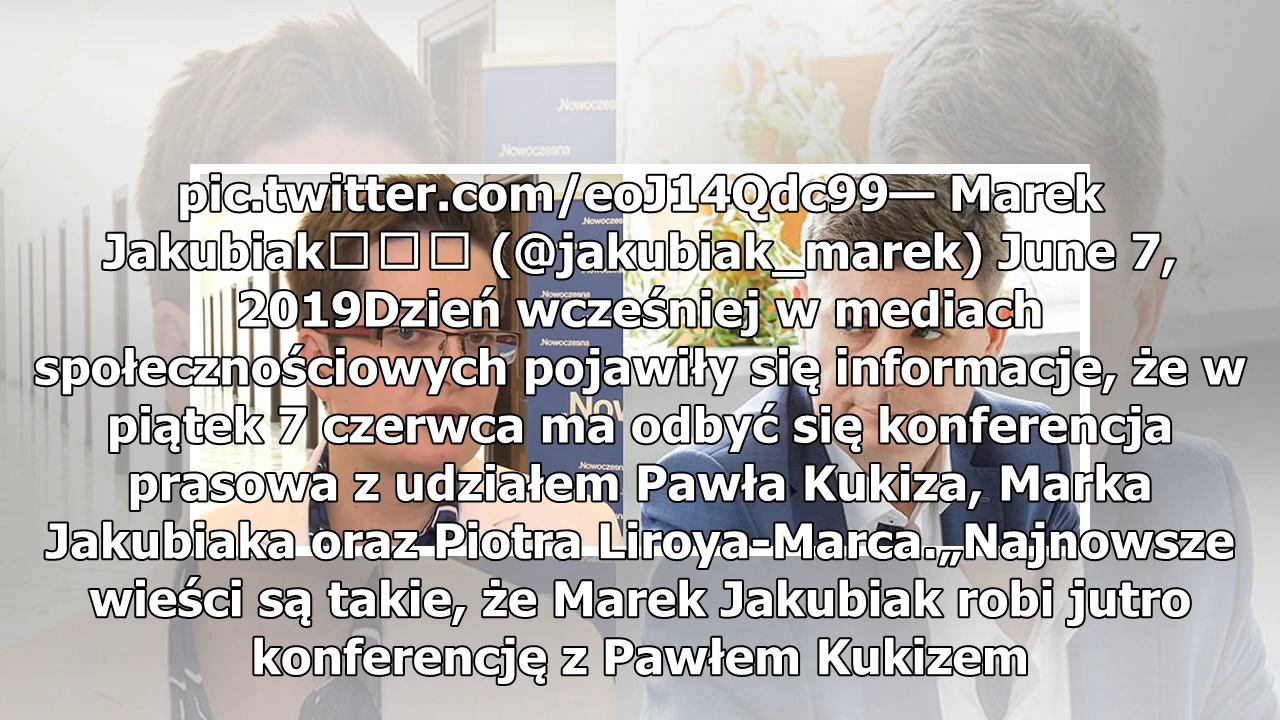 .Nowoczes
.Nowoczesna
pic.twitter.com/eoJ14Qdc99— Marek
Jakubiak□□□ (@jakubiak_marek) June 7,
2019Dzień wcześniej w mediach
społecznościowych pojawiły się informacje, że w
piątek 7 czerwca ma odbyć się konferencja
prasowa z udziałem Pawła Kukiza, Marka
Jakubiaka oraz Piotra Liroya-Marca.„Najnowsze
wieści są takie, że Marek Jakubiak robi jutro
konferencję z Pawłem Kukizem